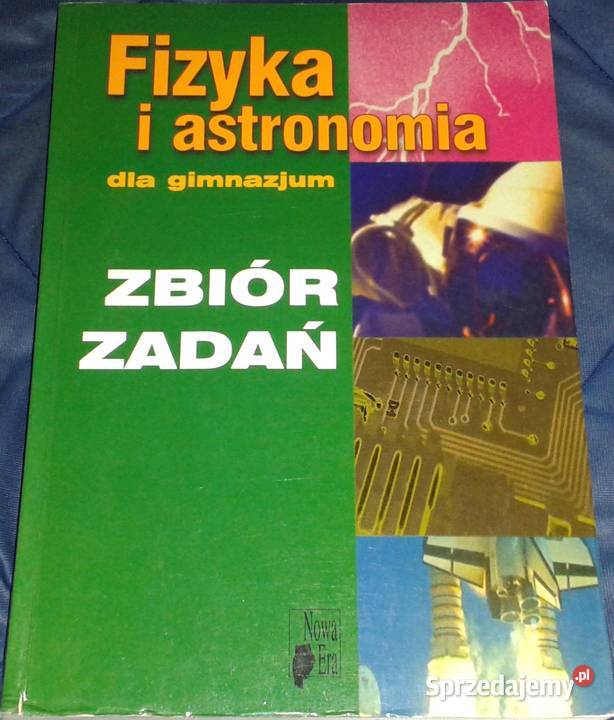 Fizyka
i astronomia
dla gimnazjum
ZBIÓR
ZADAŃ
Nowa
Era
Sprzedajemy.pl